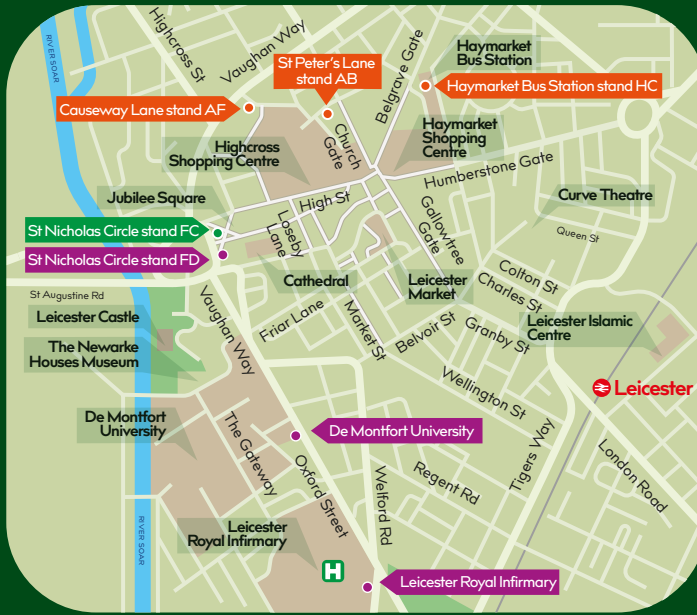 Highcross St
Vaughan Way
RIVER SOAR
St Peter's Lane
stand AB
Belgrave Gate
Haymarket
Bus Station
Haymarket Bus Station stand HC
Causeway Lane stand AF
Church
Gate
Highcross
Shopping Centre
Haymarket
Shopping
Centre
Humberstone Gate
Jubilee Square
High St
Loseby
Lane
Gallowtree
Gate
Curve Theatre
Queen St
St Nicholas Circle stand FC
St Nicholas Circle stand FD
Cathedral
Leicester
Market
Colton St
Charles St
St Augustine Rd
Leicester Castle
Vaughan Way
Friar Lane
Market St
Belvoir St
Granby St
Leicester Islamic
Centre
The Newarke
Houses Museum
Wellington St
Leicester
De Montfort
University
The Gateway
De Montfort University
Oxford Street
Welford Rd
Regent Rd
Tigers Way
London Road
RIVER SOAR
Leicester
Royal Infirmary
H
Leicester Royal Infirmary